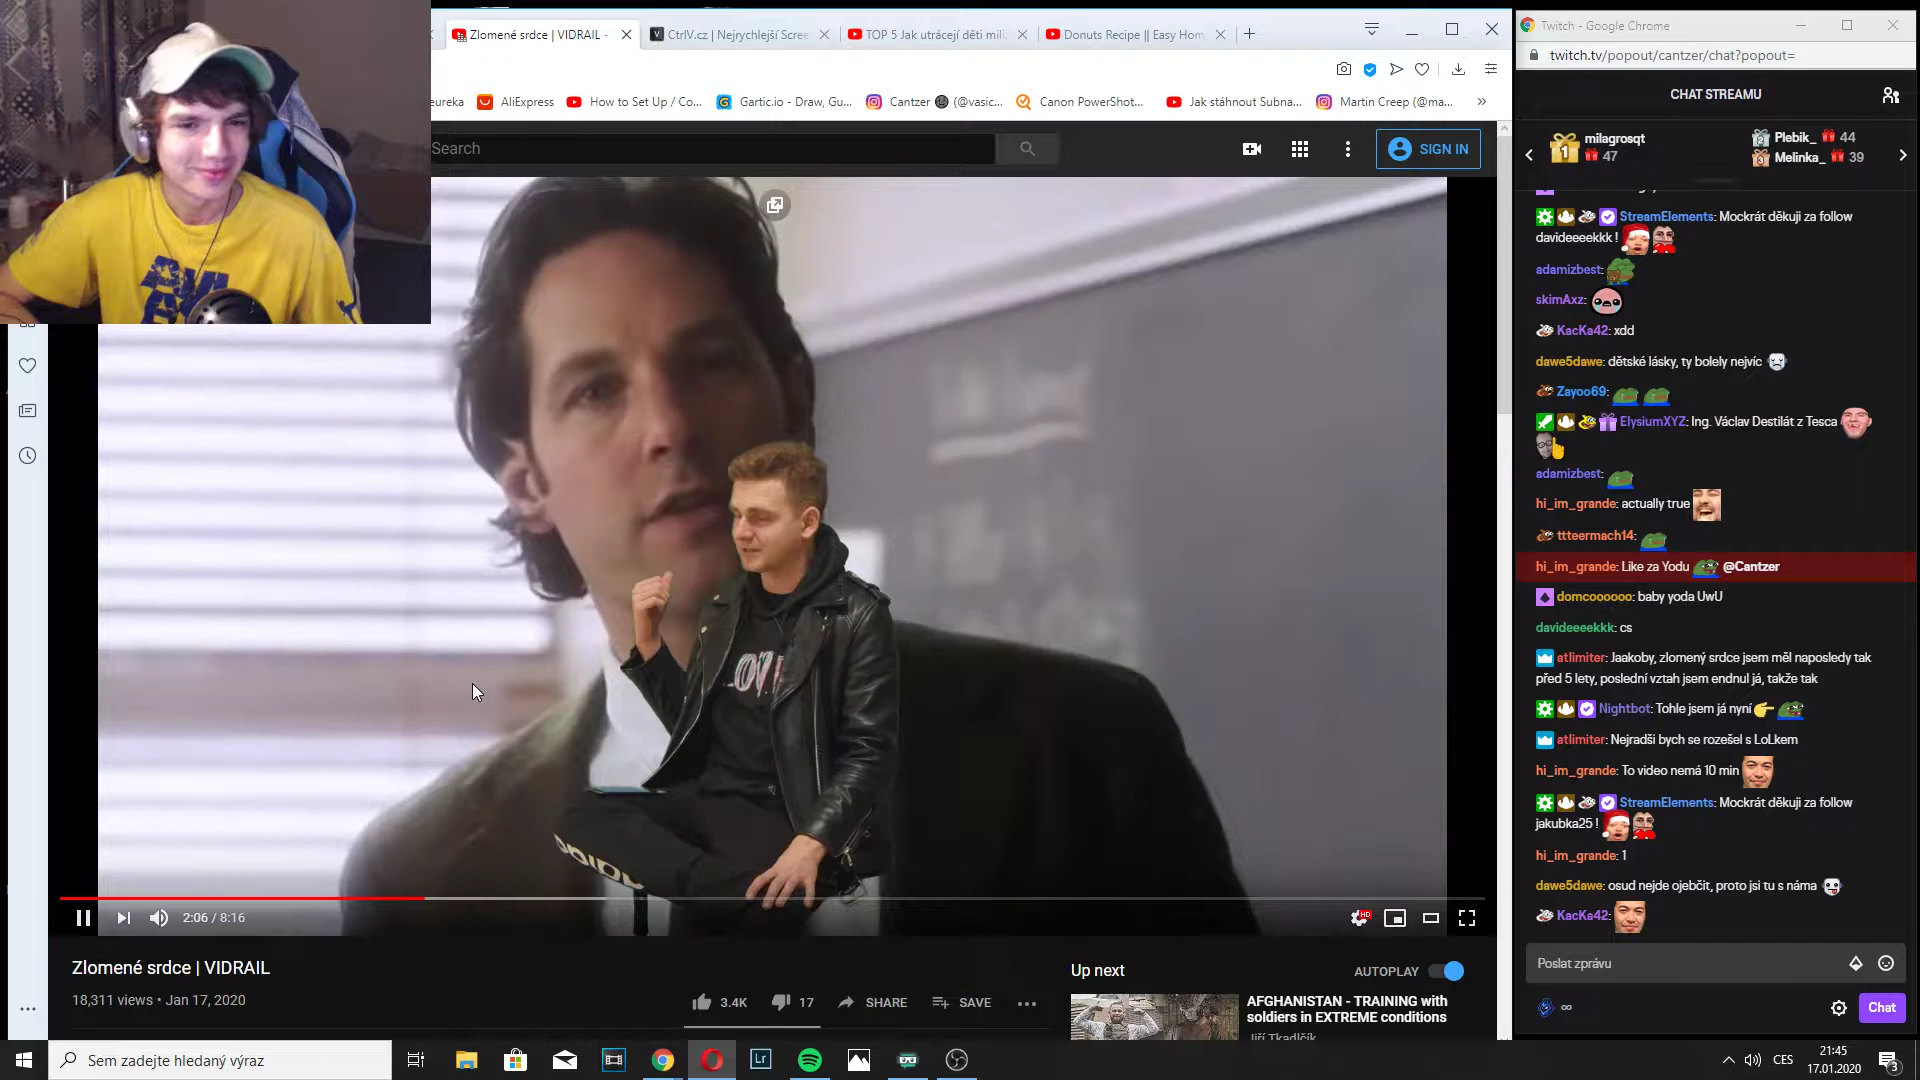 Zlomené srdce | VIDRAIL -
CtrlV.cz | Nejrychlejší Scree
TOP 5 Jak utrácejí děti mili
Donuts Recipe || Easy Hom
Twitch - Google Chrome
twitch.tv/popout/cantzer/chat?popout=
eureka
AliExpress
How to Set Up / Co...
Gartic.io - Draw, Gu...
Cantzer
(@vasic...
Canon PowerShot...
Jak stáhnout Subna...
Martin Creep (@ma...
»
CHAT STREAMU
Search
SIGN IN
1
milagrosqt
47
Plebik_ 44
Melinka_ 39
StreamElements: Mockrát děkuji za follow
davideeeekkk !
adamizbest:
skimAxz:
KacKa42: xdd
dawe5dawe: dětské lásky, ty bolely nejvíc
Zayoo69:
ElysiumXYZ: Ing. Václav Destilát z Tesca
adamizbest:
hi_im_grande: actually true
ttteermach14:
hi_im_grande: Like za Yodu @Cantzer
domcoooooo: baby yoda UwU
davideeeekkk: cs
atlimiter: Jaakoby, zlomený srdce jsem měl naposledy tak
před 5 lety, poslední vztah jsem endnul já, takže tak
Nightbot: Tohle jsem já nyní
atlimiter: Nejradši bych se rozešel s LoLkem
hi_im_grande: To video nemá 10 min
StreamElements: Mockrát děkuji za follow
jakubka25 !
hi_im_grande: 1
dawe5dawe: osud nejde ojebčit, proto jsi tu s náma
KacKa42:
Poslat zprávu
∞
Chat
2:06 / 8:16
HD
Zlomené srdce | VIDRAIL
18,311 views • Jan 17, 2020
3.4K
17
SHARE
SAVE
Up next
AUTOPLAY
AFGHANISTAN - TRAINING with
soldiers in EXTREME conditions
Jiří Tkadlčík
Sem zadejte hledaný výraz
Lr
CES
21:45
17.01.2020
3